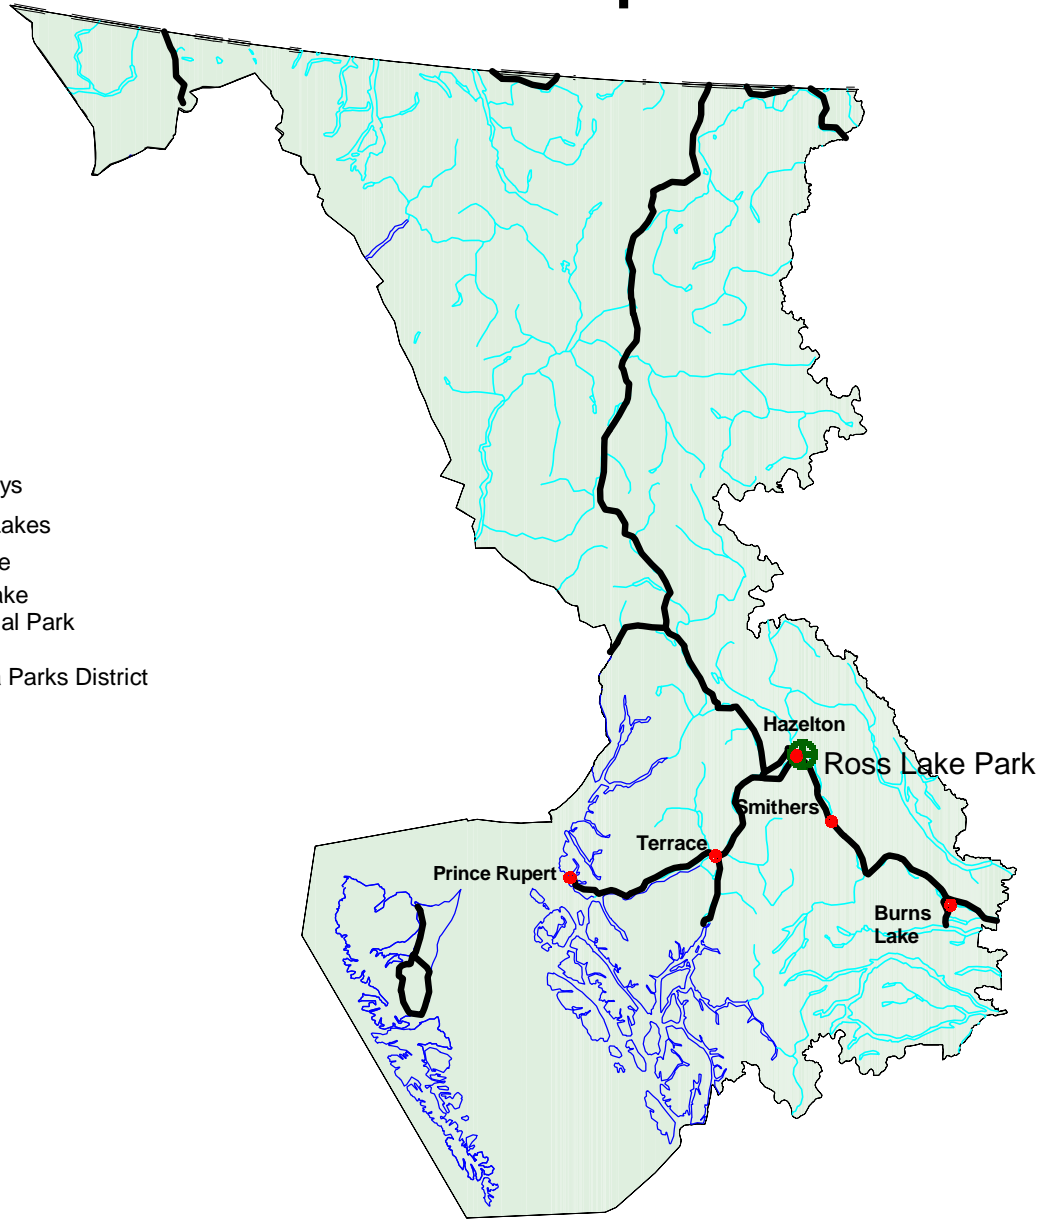 ys
akes
e
ake
al Park
Parks District
Hazelton
Ross Lake Park
Smithers
Terrace
Prince Rupert
Burns
Lake